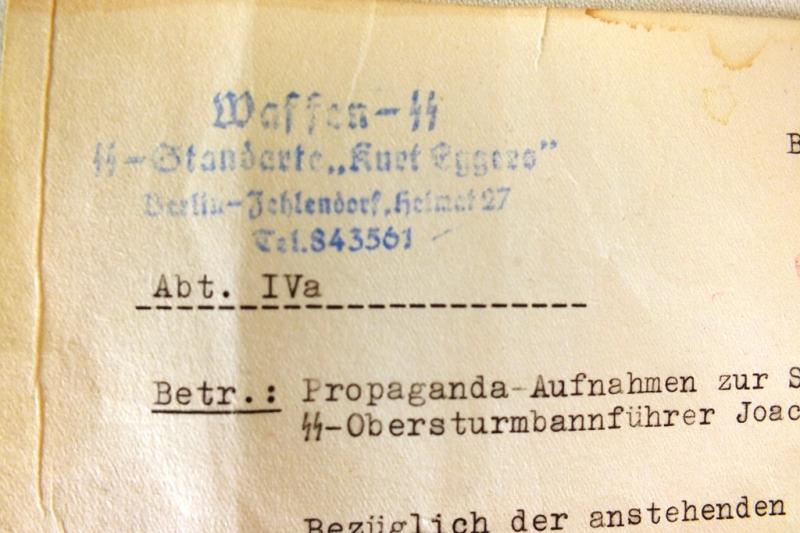 Waffen-ᛋᛋ
ᛋᛋ-Standarte „Kurt Eggers”
Berlin-Zehlendorf, Heimat 27
Tel. 843561
Abt. IVa
Betr.: Propaganda-Aufnahmen zur S
ᛋᛋ-Obersturmbannführer Joac
Bezüglich der anstehenden